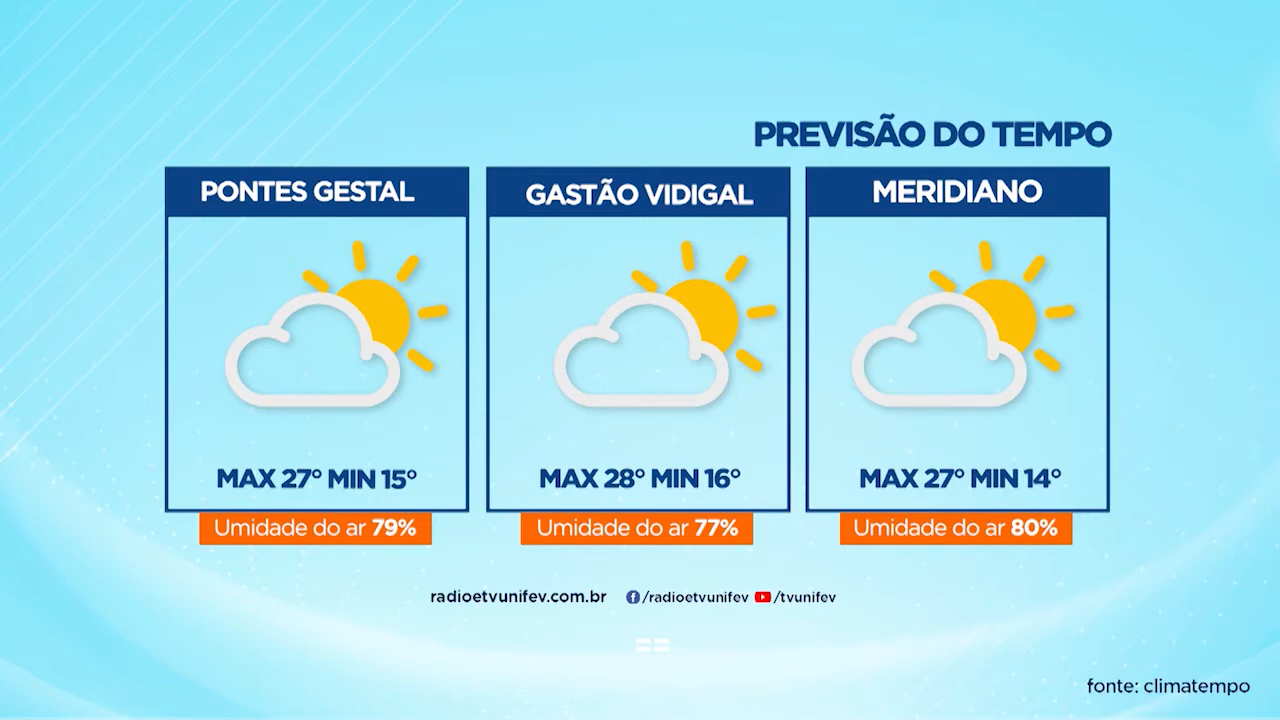 PREVISÃO DO TEMPO
PONTES GESTAL
MAX 27° MIN 15°
Umidade do ar 79%
GASTÃO VIDIGAL
MAX 28° MIN 16°
Umidade do ar 77%
MERIDIANO
MAX 27° MIN 14°
Umidade do ar 80%
radioetvunifev.com.br /radioetvunifev /tvunifev
fonte: climatempo